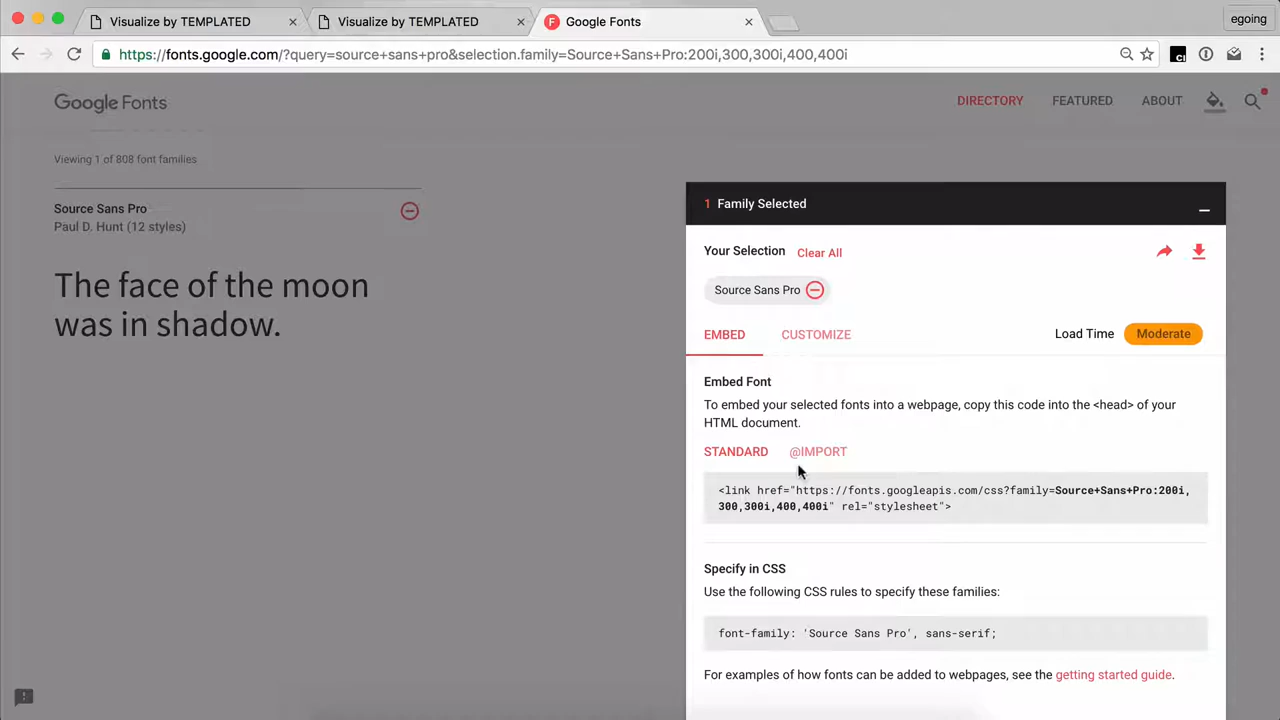 Visualize by TEMPLATED
Visualize by TEMPLATED
Google Fonts
egoing
https://fonts.google.com/?query=source+sans+pro&selection.family=Source+Sans+Pro:200i,300,300i,400,400i
Google Fonts
DIRECTORY
FEATURED
ABOUT
Viewing 1 of 808 font families
Source Sans Pro
Paul D. Hunt (12 styles)
The face of the moon
was in shadow.
1 Family Selected
Your Selection
Clear All
Source Sans Pro
EMBED
CUSTOMIZE
Load Time
Moderate
Embed Font
To embed your selected fonts into a webpage, copy this code into the <head> of your
HTML document.
STANDARD
@IMPORT
<link href="https://fonts.googleapis.com/css?family=Source+Sans+Pro:200i,
300,300i,400,400i" rel="stylesheet">
Specify in CSS
Use the following CSS rules to specify these families:
font-family: 'Source Sans Pro', sans-serif;
For examples of how fonts can be added to webpages, see the getting started guide.